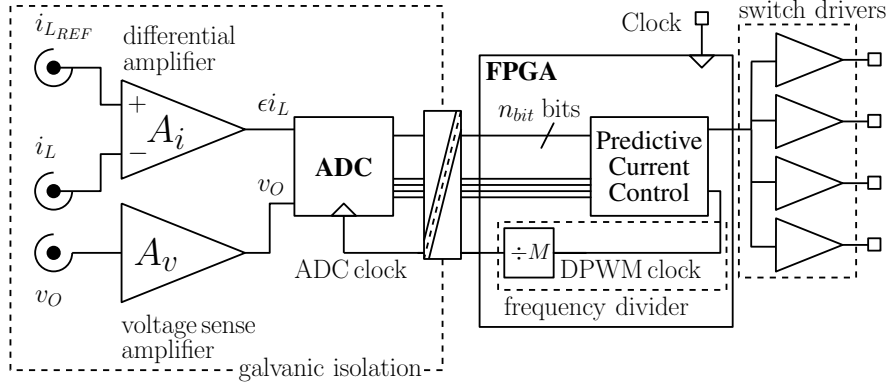 i_{L_{REF}}
differential
amplifier
Clock
switch drivers
FPGA
+
A_i
−
ϵi_L
n_{bit} bits
Predictive
Current
Control
i_L
ADC
v_O
A_v
÷M
ADC clock
DPWM clock
v_O
frequency divider
voltage sense
amplifier
galvanic isolation